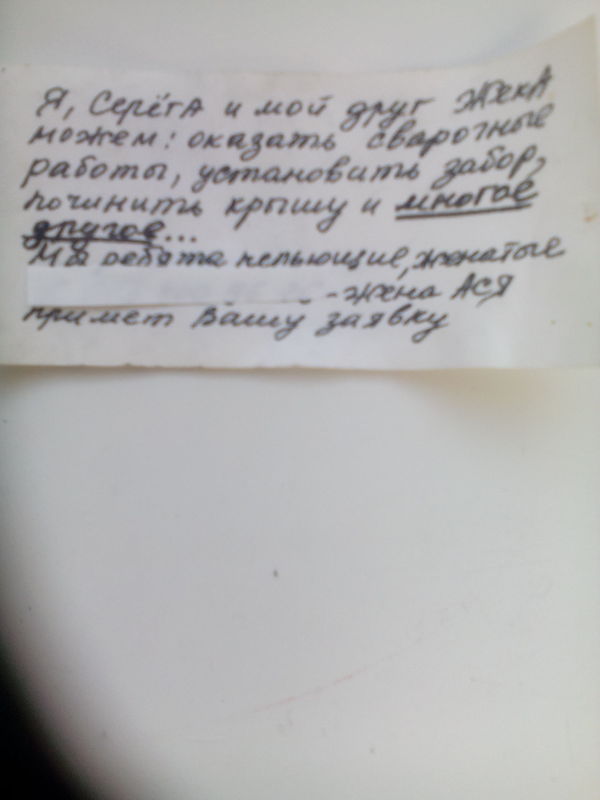 Я, Серёга и мой друг Жека
можем: оказать сварочные
работы, установить забор,
починить крышу и многое
другое...
Мы ребята непьющие, женатые
- жена Ася
примет Вашу заявку